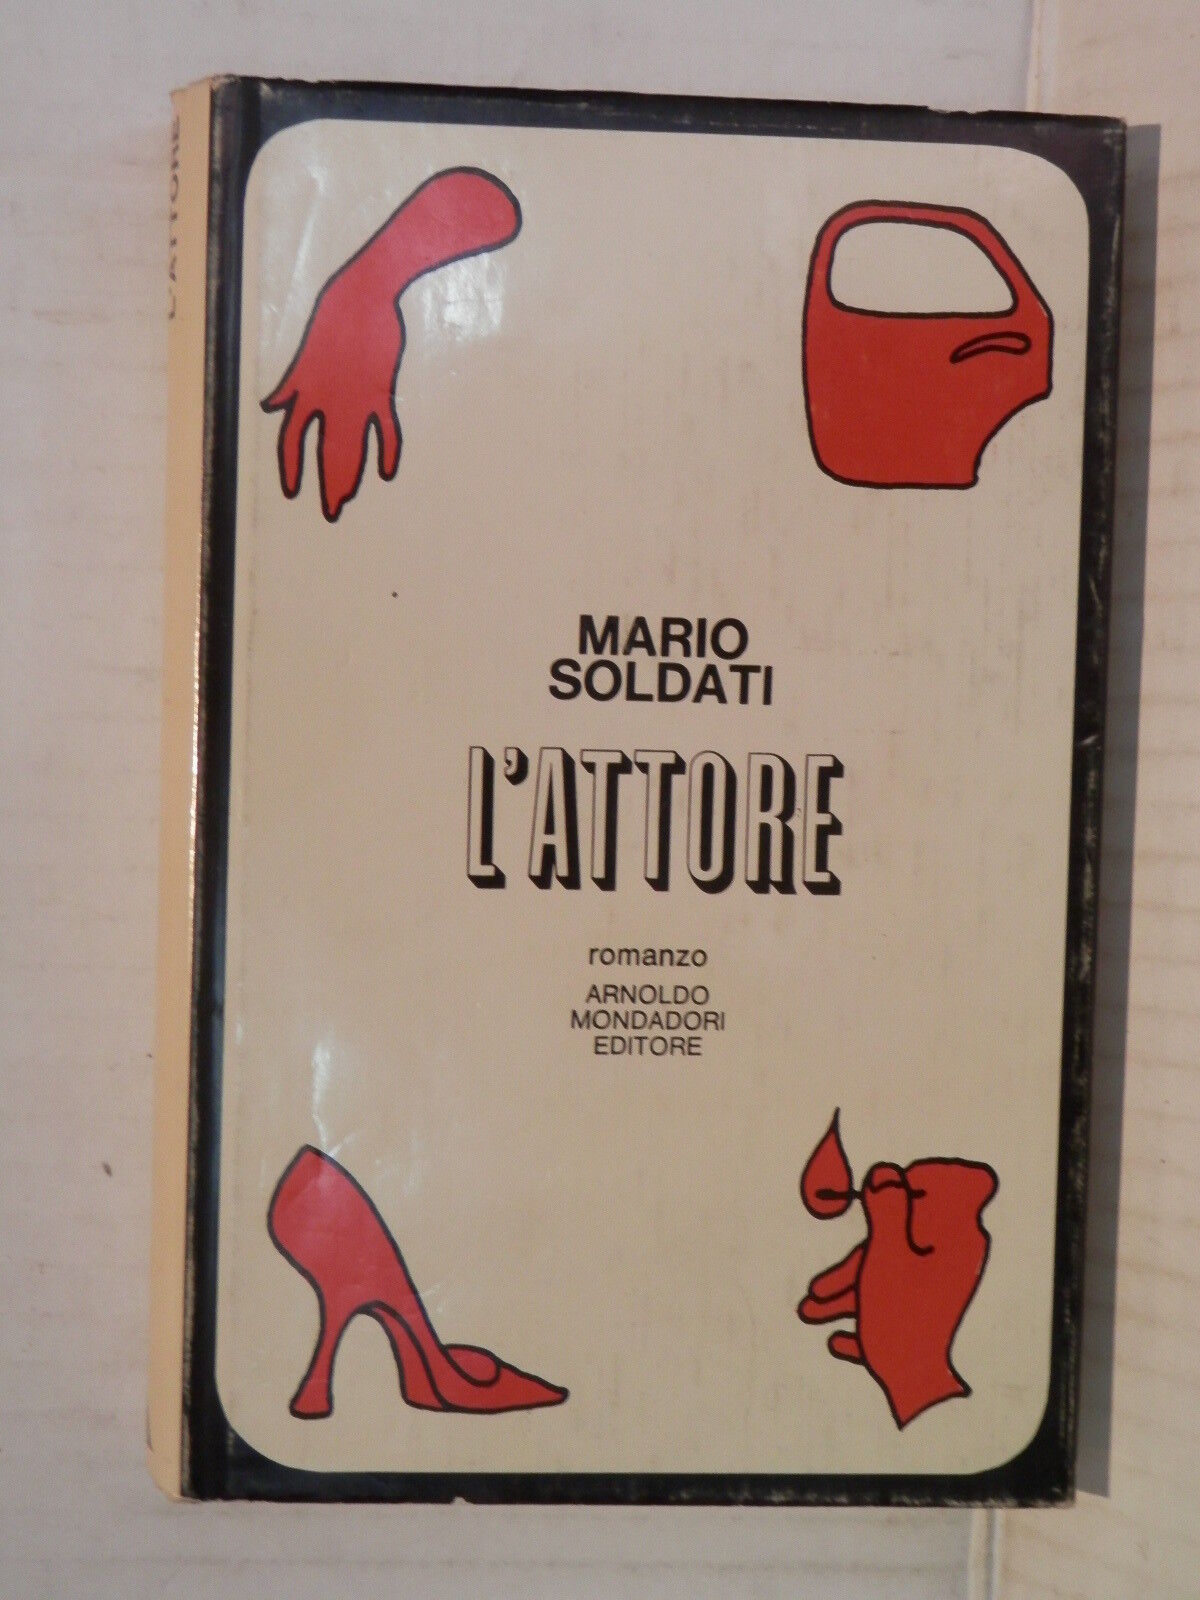 L'ATTORE
MARIO
SOLDATI
L'ATTORE
romanzo
ARNOLDO
MONDADORI
EDITORE